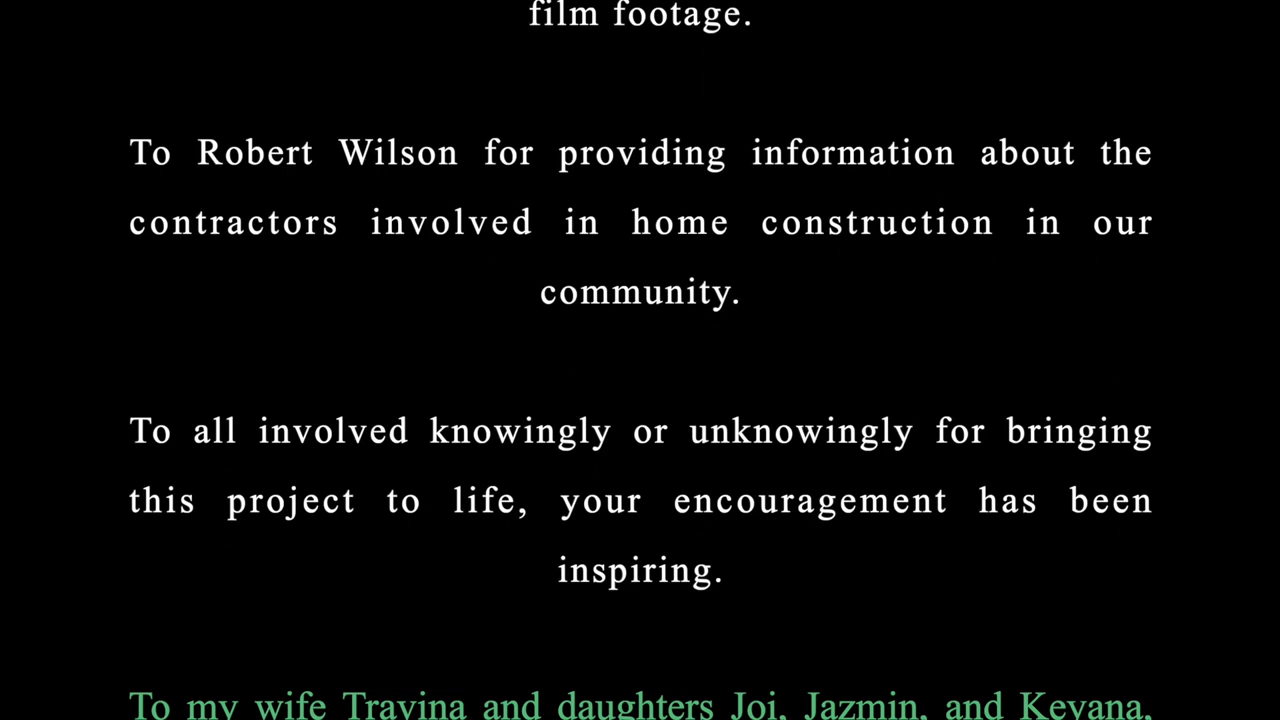 film footage.
To Robert Wilson for providing information about the
contractors involved in home construction in our
community.
To all involved knowingly or unknowingly for bringing
this project to life, your encouragement has been
inspiring.
To my wife Travina and daughters Joi, Jazmin, and Keyana,